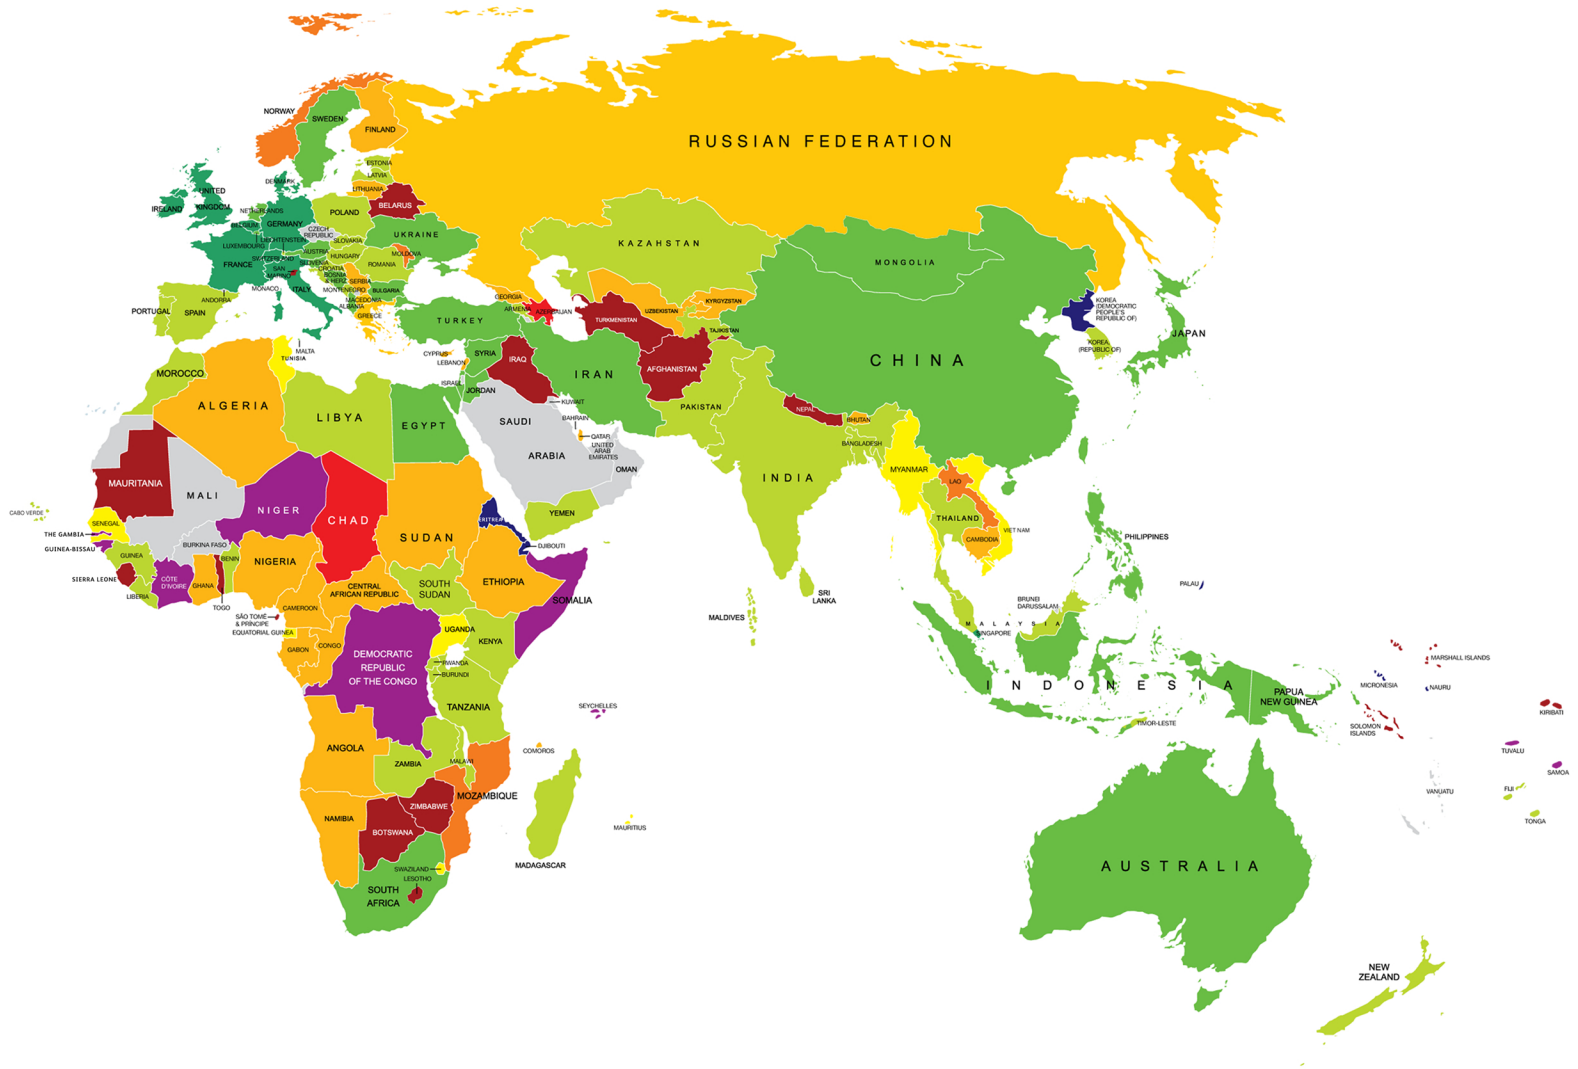 NORWAY
SWEDEN
FINLAND
RUSSIAN FEDERATION
ESTONIA
LATVIA
LITHUANIA
DENMARK
UNITED
KINGDOM
IRELAND
NETHERLANDS
BELARUS
POLAND
BELGIUM
GERMANY
CZECH
REPUBLIC
UKRAINE
LUXEMBOURG
LIECHTENSTEIN
SLOVAKIA
AUSTRIA
HUNGARY
MOLDOVA
FRANCE
SWITZERLAND
SLOVENIA
CROATIA
ROMANIA
SAN
MARINO
BOSNIA
& HERZ
SERBIA
MONACO
ITALY
MONTENEGRO
BULGARIA
ANDORRA
MACEDONIA
ALBANIA
GREECE
PORTUGAL
SPAIN
KAZAHSTAN
MONGOLIA
GEORGIA
ARMENIA
AZERBAIJAN
TURKEY
TURKMENISTAN
UZBEKISTAN
KYRGYZSTAN
TAJIKISTAN
KOREA
(DEMOCRATIC
PEOPLE'S
REPUBLIC OF)
KOREA
(REPUBLIC OF)
JAPAN
CHINA
MALTA
TUNISIA
CYPRUS
LEBANON
SYRIA
IRAQ
IRAN
AFGHANISTAN
ISRAEL
JORDAN
MOROCCO
ALGERIA
LIBYA
EGYPT
SAUDI
ARABIA
KUWAIT
BAHRAIN
QATAR
UNITED
ARAB
EMIRATES
OMAN
YEMEN
PAKISTAN
NEPAL
BHUTAN
BANGLADESH
INDIA
MYANMAR
LAO
THAILAND
VIET NAM
CAMBODIA
PHILIPPINES
MAURITANIA
MALI
NIGER
CHAD
SUDAN
ERITREA
DJIBOUTI
CABO VERDE
SENEGAL
THE GAMBIA
GUINEA-BISSAU
GUINEA
BURKINA FASO
BENIN
NIGERIA
SIERRA LEONE
LIBERIA
CÔTE
D'IVOIRE
GHANA
TOGO
CENTRAL
AFRICAN REPUBLIC
SOUTH
SUDAN
ETHIOPIA
SOMALIA
CAMEROON
SÃO TOMÉ
& PRÍNCIPE
EQUATORIAL GUINEA
GABON
CONGO
DEMOCRATIC
REPUBLIC
OF THE CONGO
UGANDA
KENYA
RWANDA
BURUNDI
TANZANIA
SEYCHELLES
MALDIVES
SRI
LANKA
BRUNEI
DARUSSALAM
MALAYSIA
SINGAPORE
INDONESIA
PAPUA
NEW GUINEA
TIMOR-LESTE
PALAU
MARSHALL ISLANDS
MICRONESIA
NAURU
SOLOMON
ISLANDS
KIRIBATI
TUVALU
SAMOA
VANUATU
FIJI
TONGA
ANGOLA
ZAMBIA
MALAWI
COMOROS
MOZAMBIQUE
ZIMBABWE
NAMIBIA
BOTSWANA
MADAGASCAR
MAURITIUS
SWAZILAND
LESOTHO
SOUTH
AFRICA
AUSTRALIA
NEW
ZEALAND